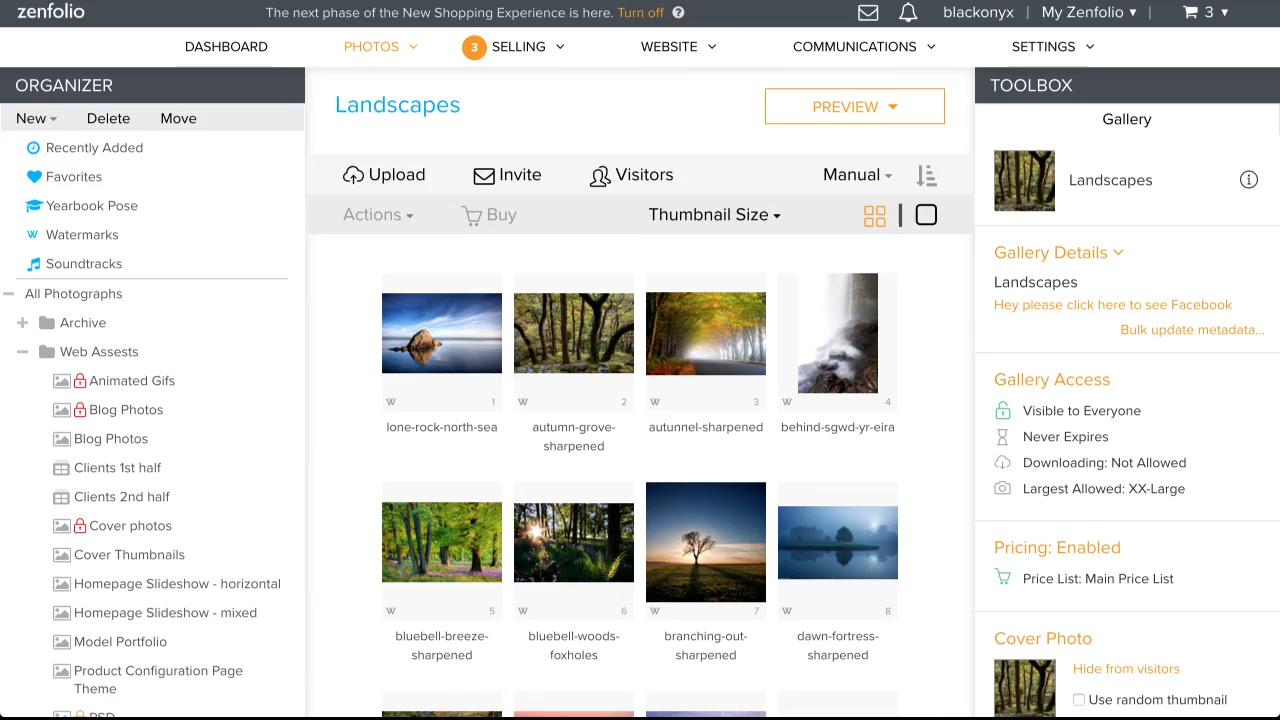 zenfolio
The next phase of the New Shopping Experience is here. Turn off ?
blackonyx | My Zenfolio ▾ | 3 ▾
DASHBOARD PHOTOS 3 SELLING WEBSITE COMMUNICATIONS SETTINGS
ORGANIZER
New Delete Move
Recently Added
Favorites
Yearbook Pose
W Watermarks
Soundtracks
All Photographs
Archive
Web Assests
Animated Gifs
Blog Photos
Blog Photos
Clients 1st half
Clients 2nd half
Cover photos
Cover Thumbnails
Homepage Slideshow - horizontal
Homepage Slideshow - mixed
Model Portfolio
Product Configuration Page
Theme
PSD
Landscapes
PREVIEW
Upload Invite Visitors Manual
Actions Buy Thumbnail Size
W 1 W 2 W 3 W 4
lone-rock-north-sea
autumn-grove-
sharpened
autunnel-sharpened
behind-sgwd-yr-eira
W 5 W 6 W 7 W 8
bluebell-breeze-
sharpened
bluebell-woods-
foxholes
branching-out-
sharpened
dawn-fortress-
sharpened
TOOLBOX
Gallery
Landscapes
Gallery Details
Landscapes
Hey please click here to see Facebook
Bulk update metadata...
Gallery Access
Visible to Everyone
Never Expires
Downloading: Not Allowed
Largest Allowed: XX-Large
Pricing: Enabled
Price List: Main Price List
Cover Photo
Hide from visitors
Use random thumbnail